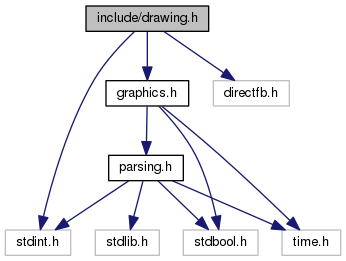 include/drawing.h
graphics.h
directfb.h
parsing.h
stdint.h
stdlib.h
stdbool.h
time.h